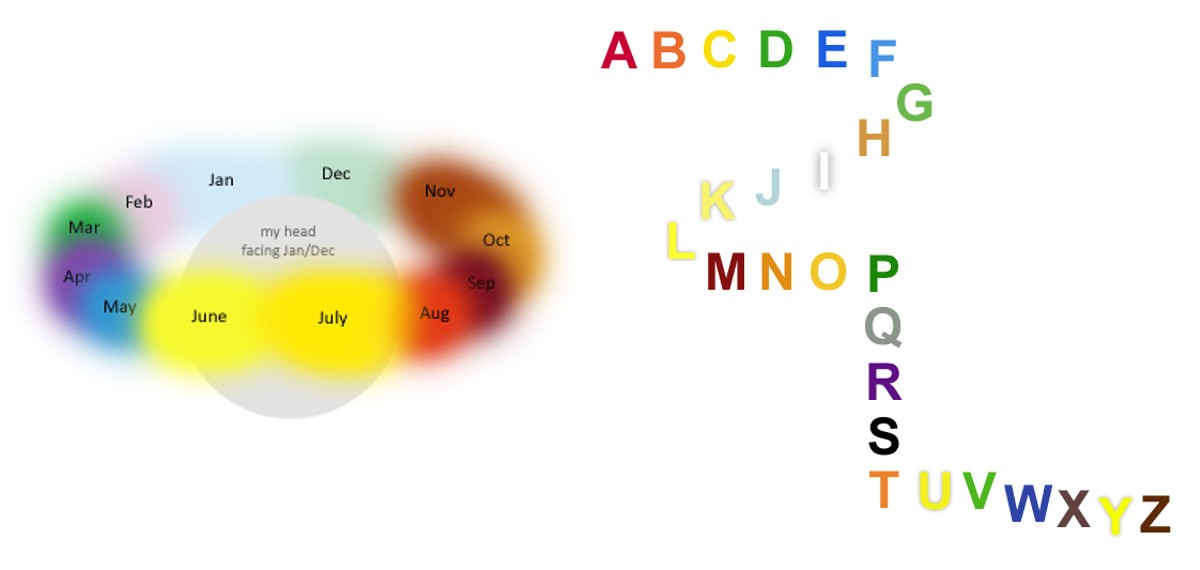 Jan
Dec
Feb
Nov
Mar
my head
facing Jan/Dec
Oct
Apr
Sep
May
June
July
Aug
A B C D E F
G
H
I
J
K
L
M N O P
Q
R
S
T U V W X Y Z